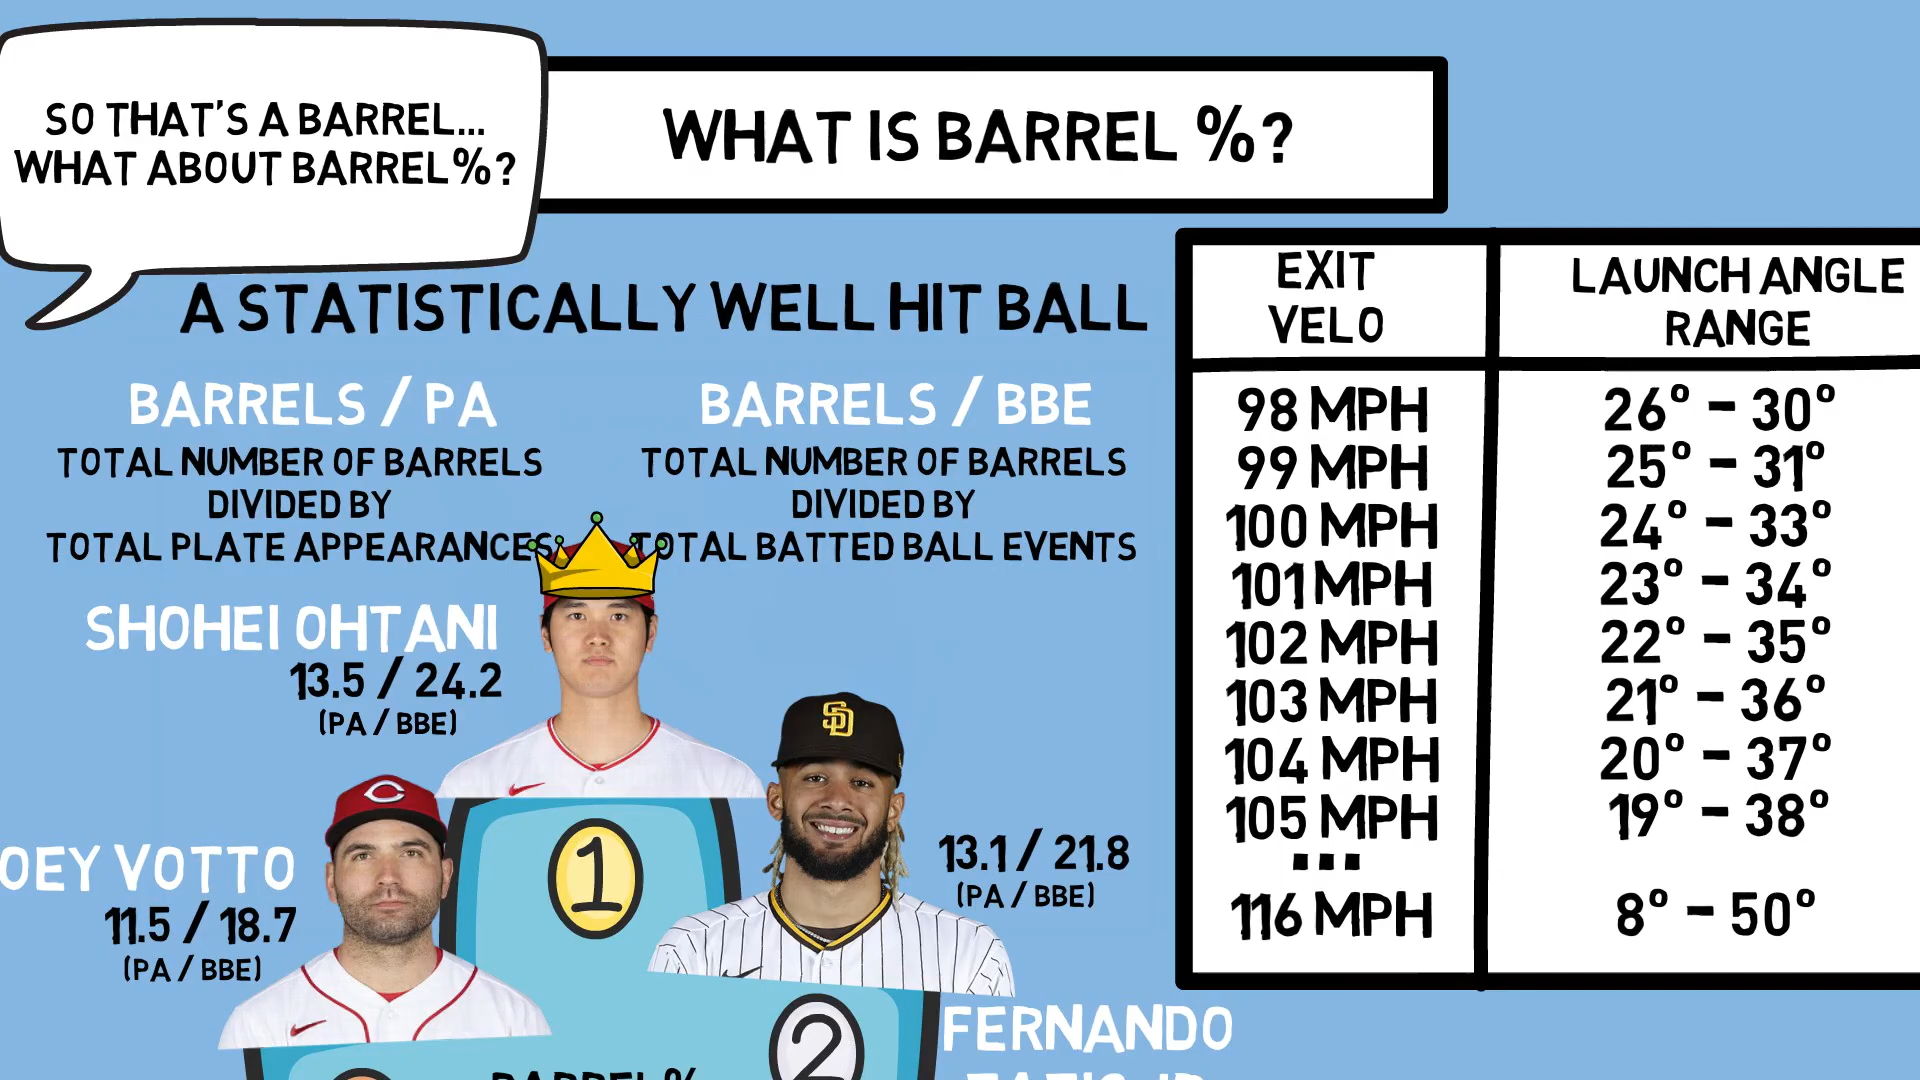 SO THAT'S A BARREL...
WHAT ABOUT BARREL%?
WHAT IS BARREL %?
A STATISTICALLY WELL HIT BALL
BARRELS / PA
TOTAL NUMBER OF BARRELS
DIVIDED BY
TOTAL PLATE APPEARANCES
BARRELS / BBE
TOTAL NUMBER OF BARRELS
DIVIDED BY
TOTAL BATTED BALL EVENTS
SHOHEI OHTANI
13.5 / 24.2
(PA / BBE)
OEY VOTTO
11.5 / 18.7
(PA / BBE)
13.1 / 21.8
(PA / BBE)
FERNANDO
1
2
C
SD
BARREL %
EXIT VELO
LAUNCH ANGLE RANGE
98 MPH 26° - 30°
99 MPH 25° - 31°
100 MPH 24° - 33°
101 MPH 23° - 34°
102 MPH 22° - 35°
103 MPH 21° - 36°
104 MPH 20° - 37°
105 MPH 19° - 38°
...
116 MPH 8° - 50°